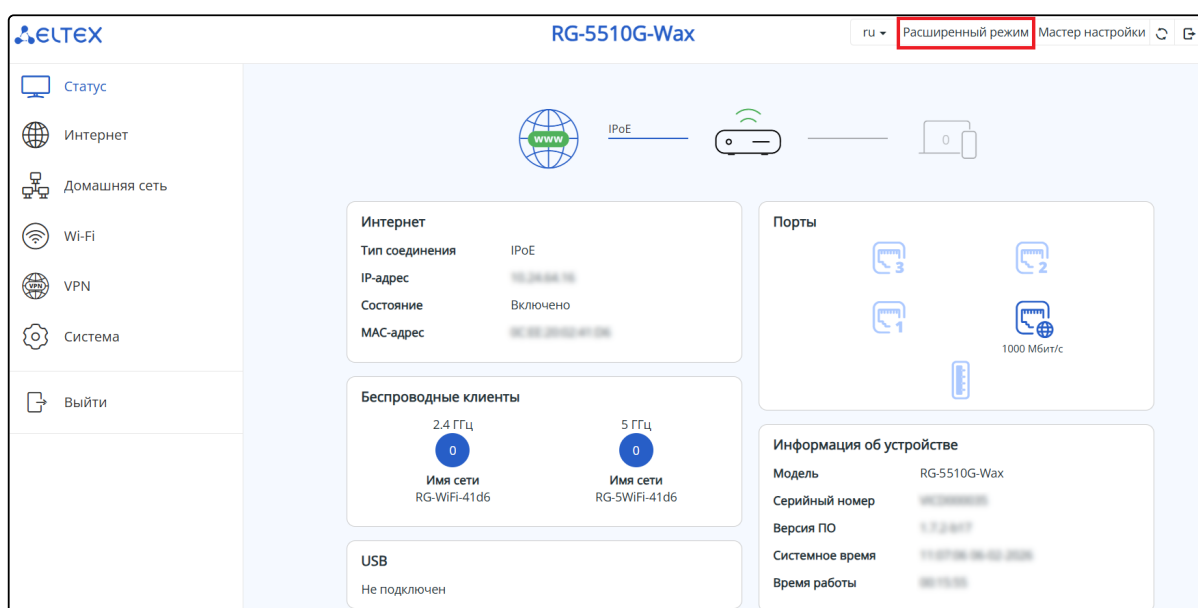 ELTEX
RG-5510G-Wax
ru Расширенный режим Мастер настройки
Статус
Интернет
Домашняя сеть
Wi-Fi
VPN
VPN
Система
Выйти
www
IPoE
0
Интернет
Тип соединения IPoE
IP-адрес
Состояние Включено
MAC-адрес
Беспроводные клиенты
2.4 ГГц 5 ГГц
0 0
Имя сети Имя сети
RG-WiFi-41d6 RG-5WiFi-41d6
USB
Не подключен
Порты
3 2
1
1000 Мбит/с
Информация об устройстве
Модель RG-5510G-Wax
Серийный номер
Версия ПО
Системное время
Время работы